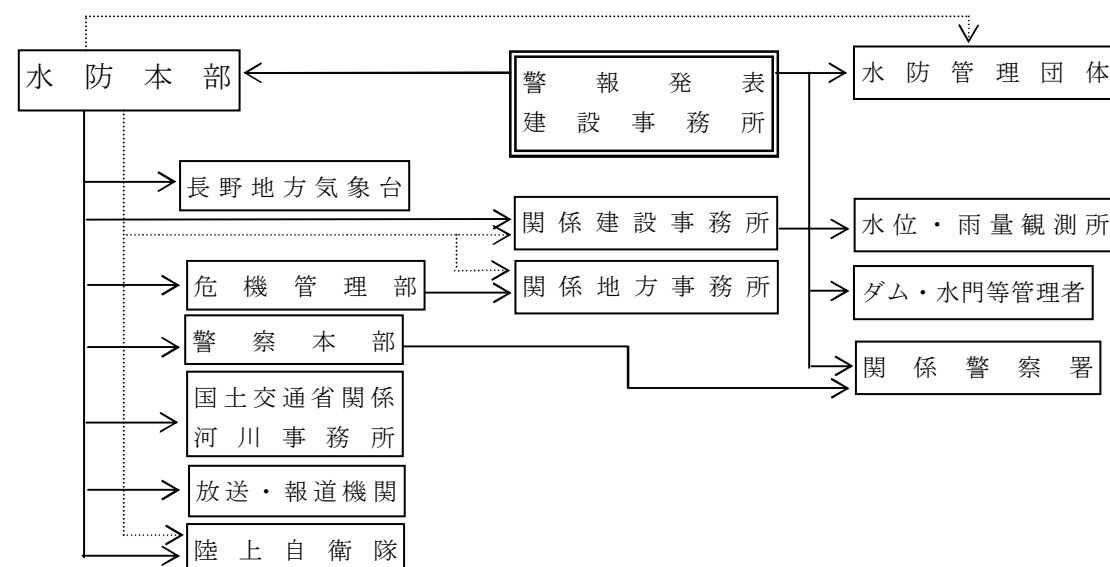 水防本部
警報発表
建設事務所
水防管理団体
長野地方気象台
関係建設事務所
水位・雨量観測所
危機管理部
関係地方事務所
ダム・水門等管理者
警察本部
関係警察署
国土交通省関係
河川事務所
放送・報道機関
陸上自衛隊